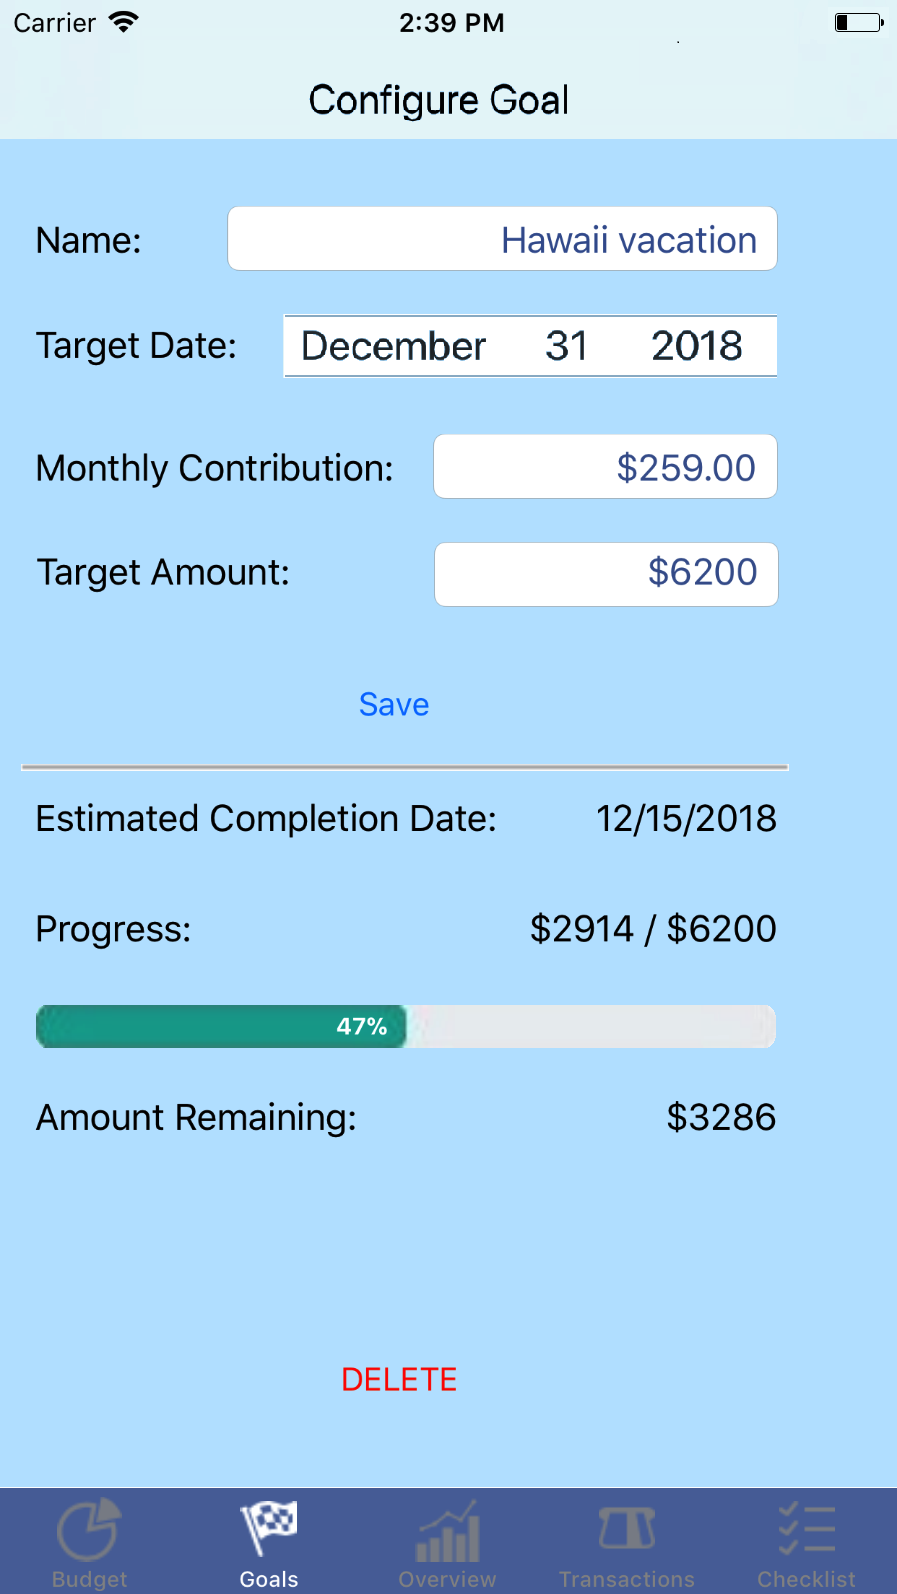 Carrier 2:39 PM
Configure Goal
Name: Hawaii vacation
Target Date: December 31 2018
Monthly Contribution: $259.00
Target Amount: $6200
Save
Estimated Completion Date: 12/15/2018
Progress: $2914 / $6200
47%
Amount Remaining: $3286
DELETE
Budget Goals Overview Transactions Checklist